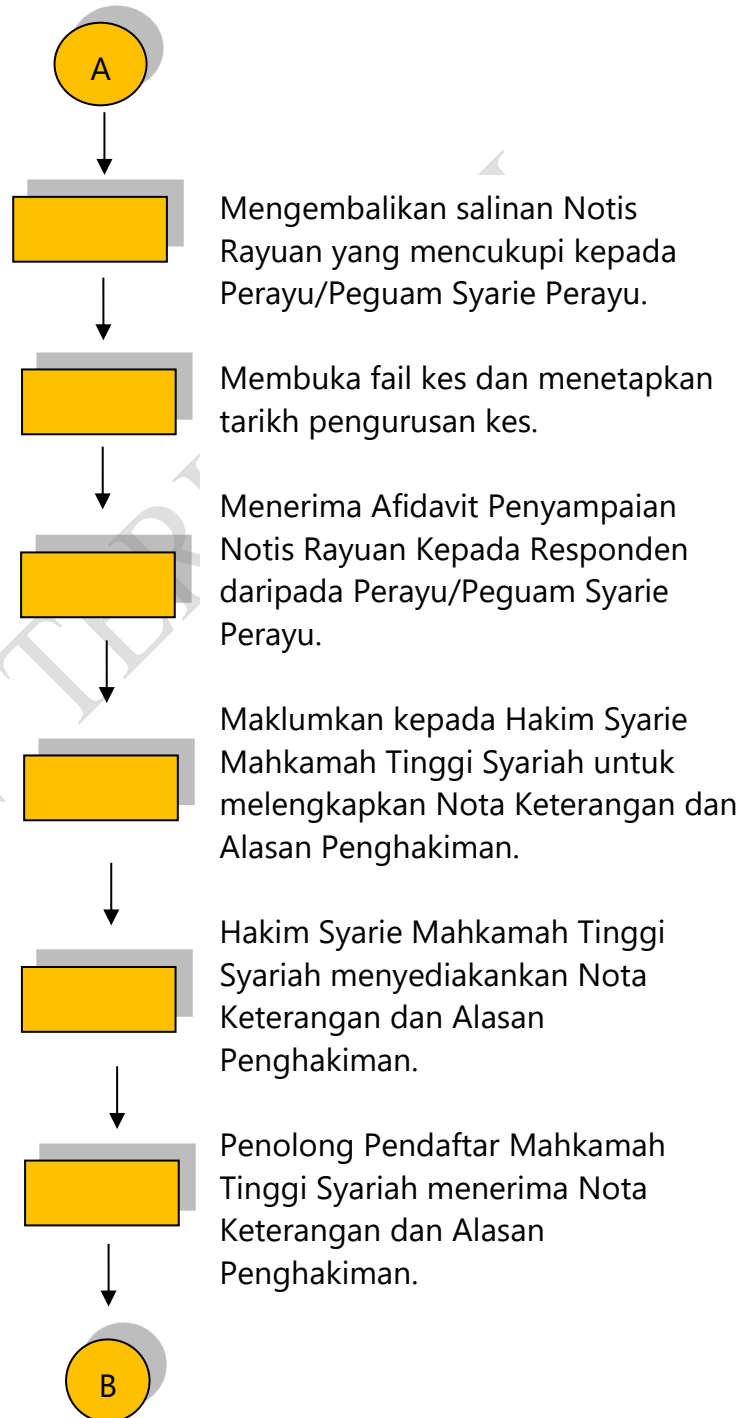 A
Mengembalikan salinan Notis
Rayuan yang mencukupi kepada
Perayu/Peguam Syarie Perayu.
Membuka fail kes dan menetapkan
tarikh pengurusan kes.
Menerima Afidavit Penyampaian
Notis Rayuan Kepada Responden
daripada Perayu/Peguam Syarie
Perayu.
Maklumkan kepada Hakim Syarie
Mahkamah Tinggi Syariah untuk
melengkapkan Nota Keterangan dan
Alasan Penghakiman.
Hakim Syarie Mahkamah Tinggi
Syariah menyediakankan Nota
Keterangan dan Alasan
Penghakiman.
Penolong Pendaftar Mahkamah
Tinggi Syariah menerima Nota
Keterangan dan Alasan
Penghakiman.
B